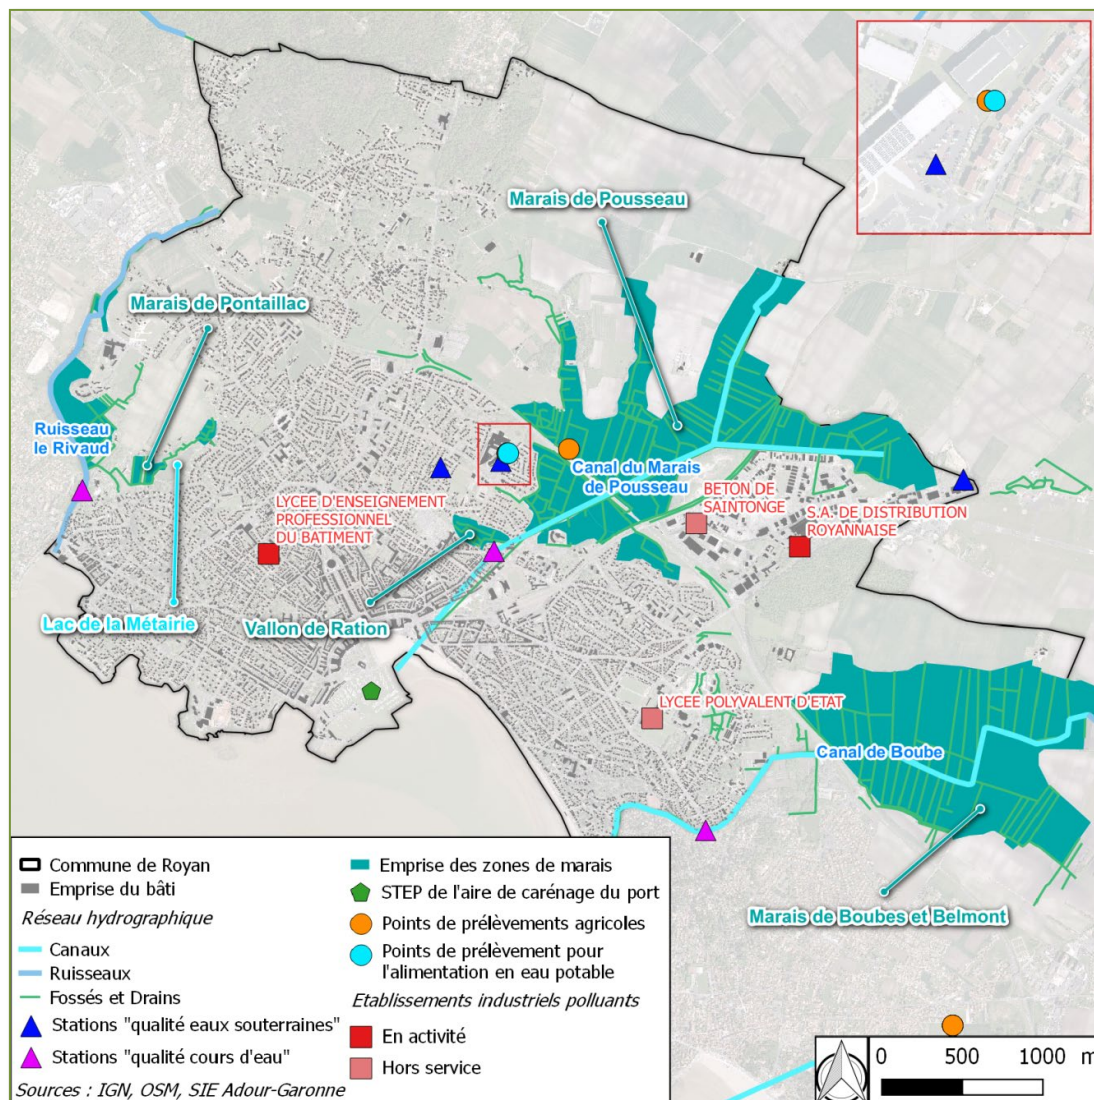 Marais de Pousseau
Marais de Pontaillac
Ruisseau
le Rivaud
Canal du Marais
de Pousseau
LYCEE D'ENSEIGNEMENT
PROFESSIONNEL
DU BATIMENT
BETON DE
SAINTONGE
S.A. DE DISTRIBUTION
ROYANNAISE
Lac de la Métairie
Vallon de Ration
LYCEE POLYVALENT D'ETAT
Canal de Boube
Marais de Boubes et Belmont
Commune de Royan
Emprise du bâti
Réseau hydrographique
Canaux
Ruisseaux
Fossés et Drains
Stations "qualité eaux souterraines"
Stations "qualité cours d'eau"
Sources : IGN, OSM, SIE Adour-Garonne
Emprise des zones de marais
STEP de l'aire de carénage du port
Points de prélèvements agricoles
Points de prélèvement pour
l'alimentation en eau potable
Etablissements industriels polluants
En activité
Hors service
0 500 1000 m